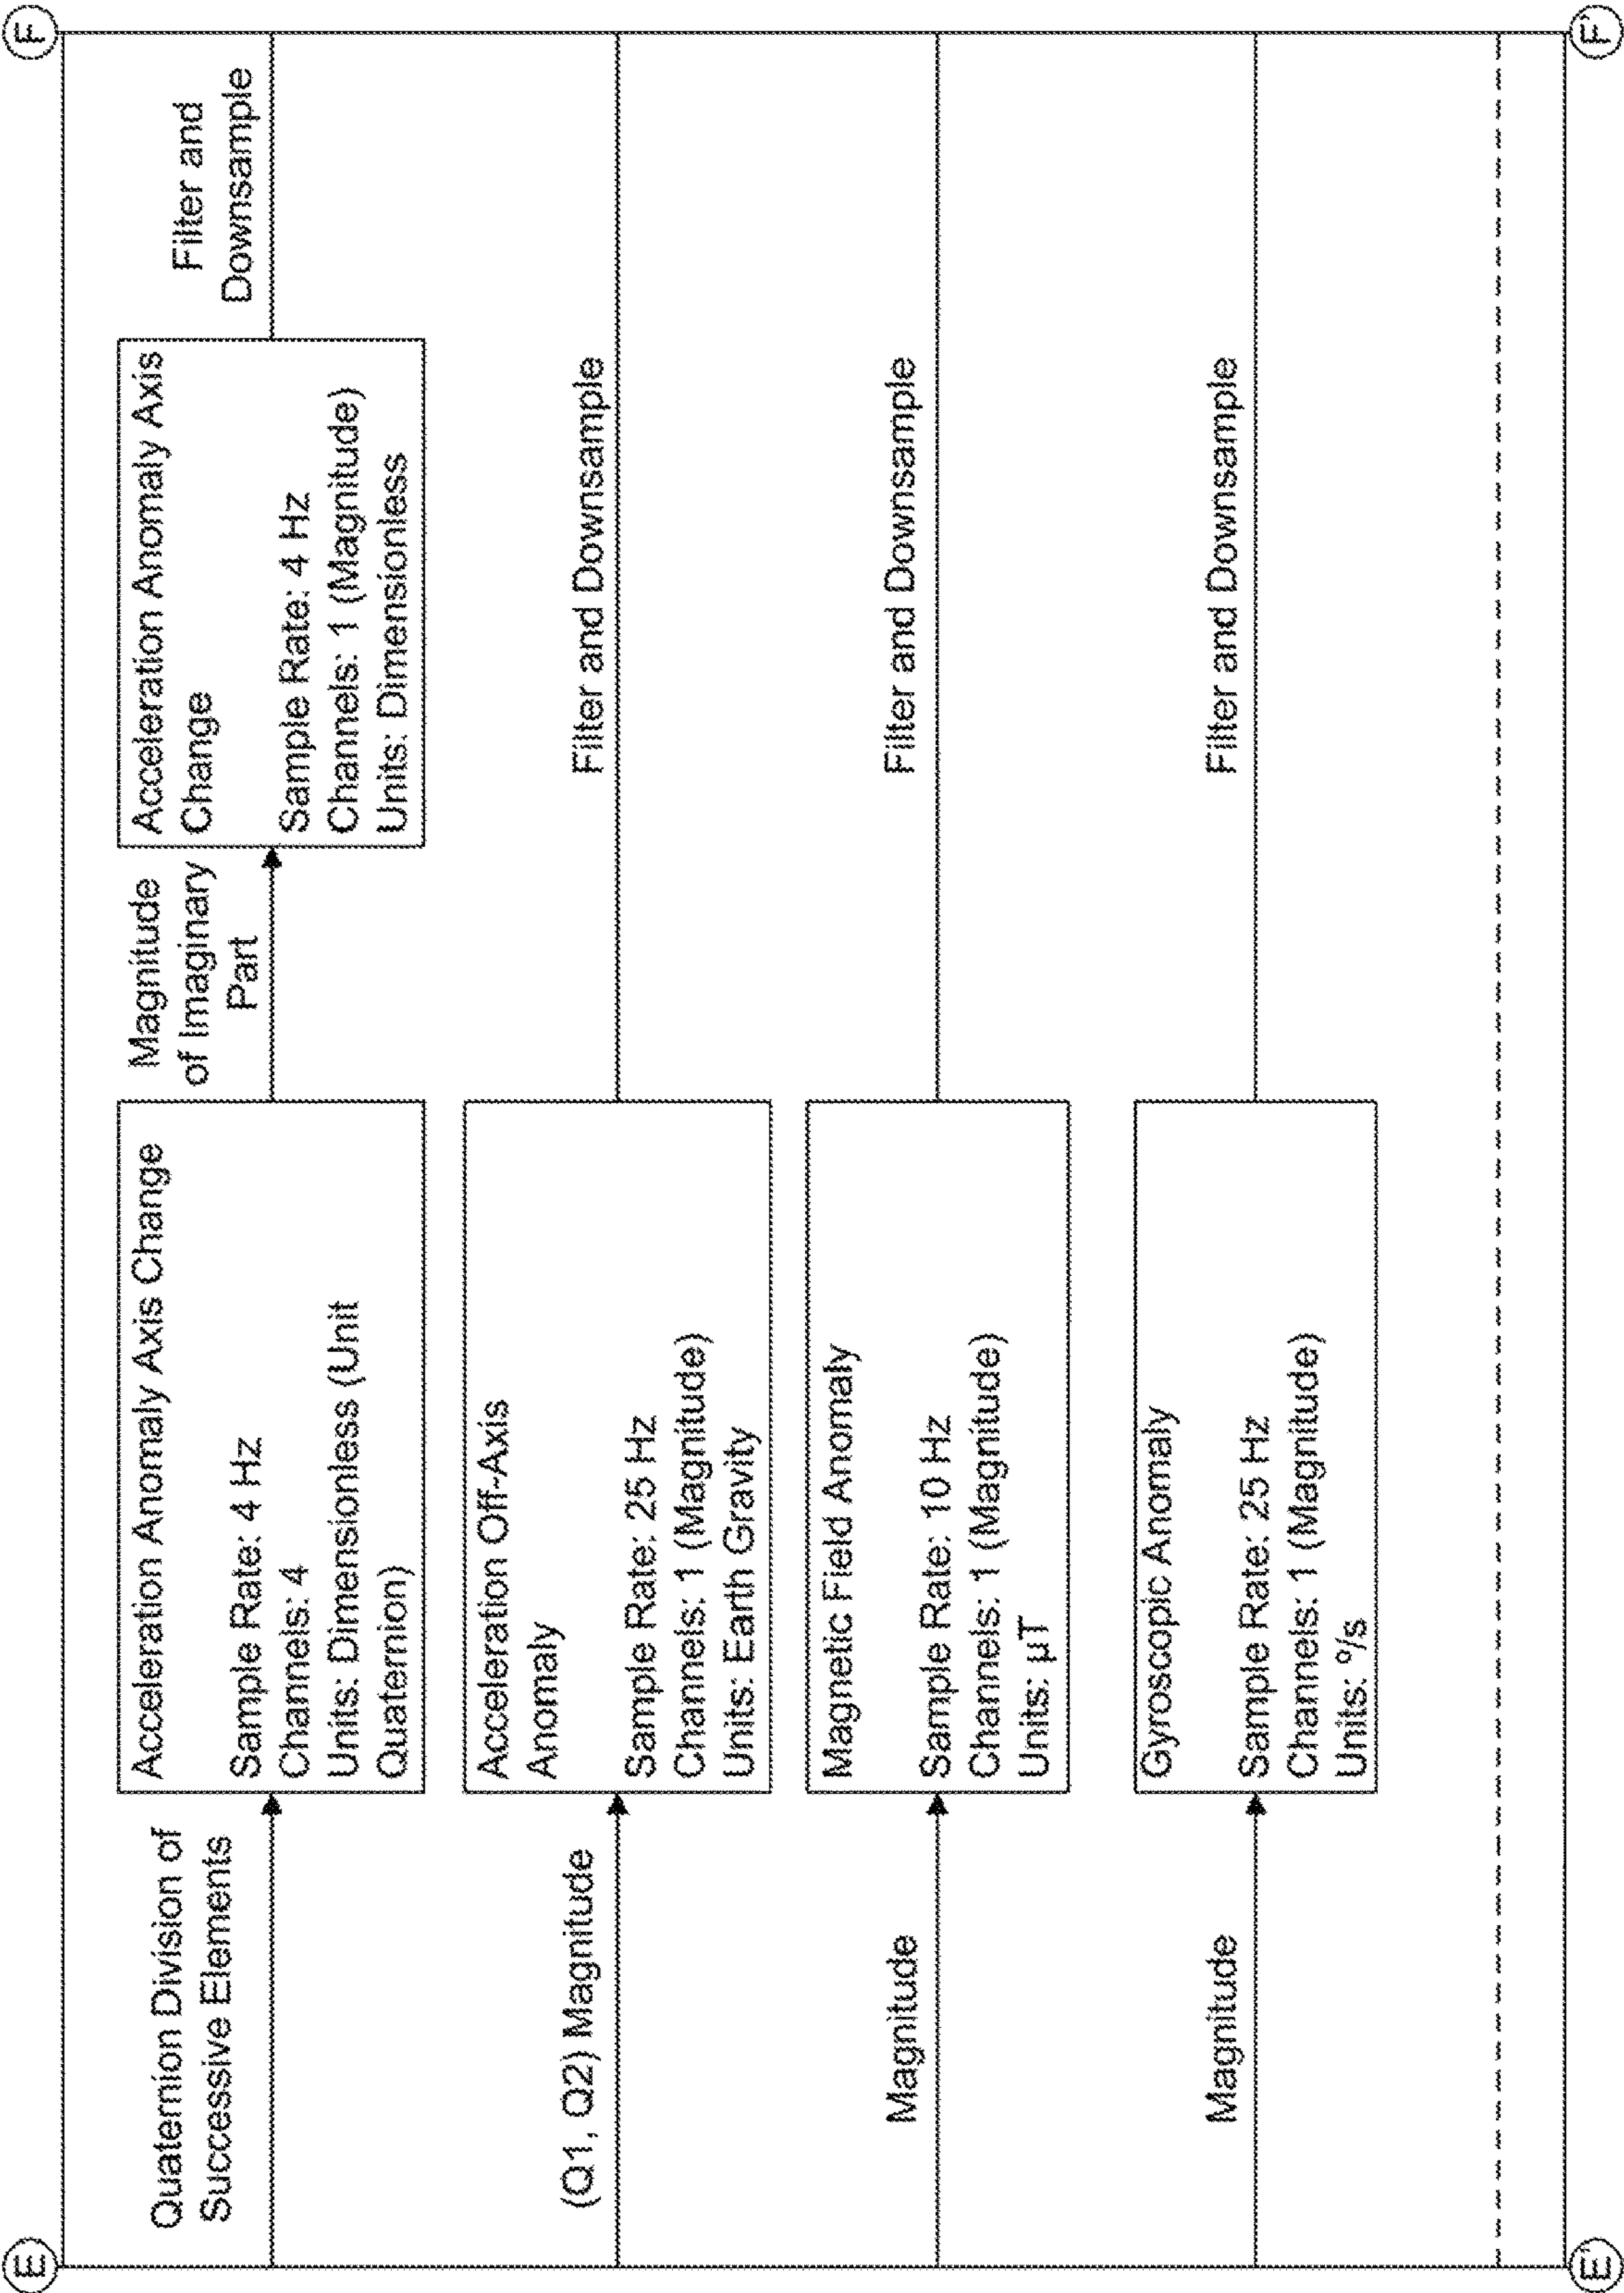 E
F
Quaternion Division of
Successive Elements
Acceleration Anomaly Axis Change
Sample Rate: 4 Hz
Channels: 4
Units: Dimensionless (Unit
Quaternion)
Magnitude
of Imaginary
Part
Acceleration Anomaly Axis
Change
Sample Rate: 4 Hz
Channels: 1 (Magnitude)
Units: Dimensionless
Filter and
Downsample
(Q1, Q2) Magnitude
Acceleration Off-Axis
Anomaly
Sample Rate: 25 Hz
Channels: 1 (Magnitude)
Units: Earth Gravity
Filter and Downsample
Magnitude
Magnetic Field Anomaly
Sample Rate: 10 Hz
Channels: 1 (Magnitude)
Units: µT
Filter and Downsample
Magnitude
Gyroscopic Anomaly
Sample Rate: 25 Hz
Channels: 1 (Magnitude)
Units: º/s
Filter and Downsample
E'
F'